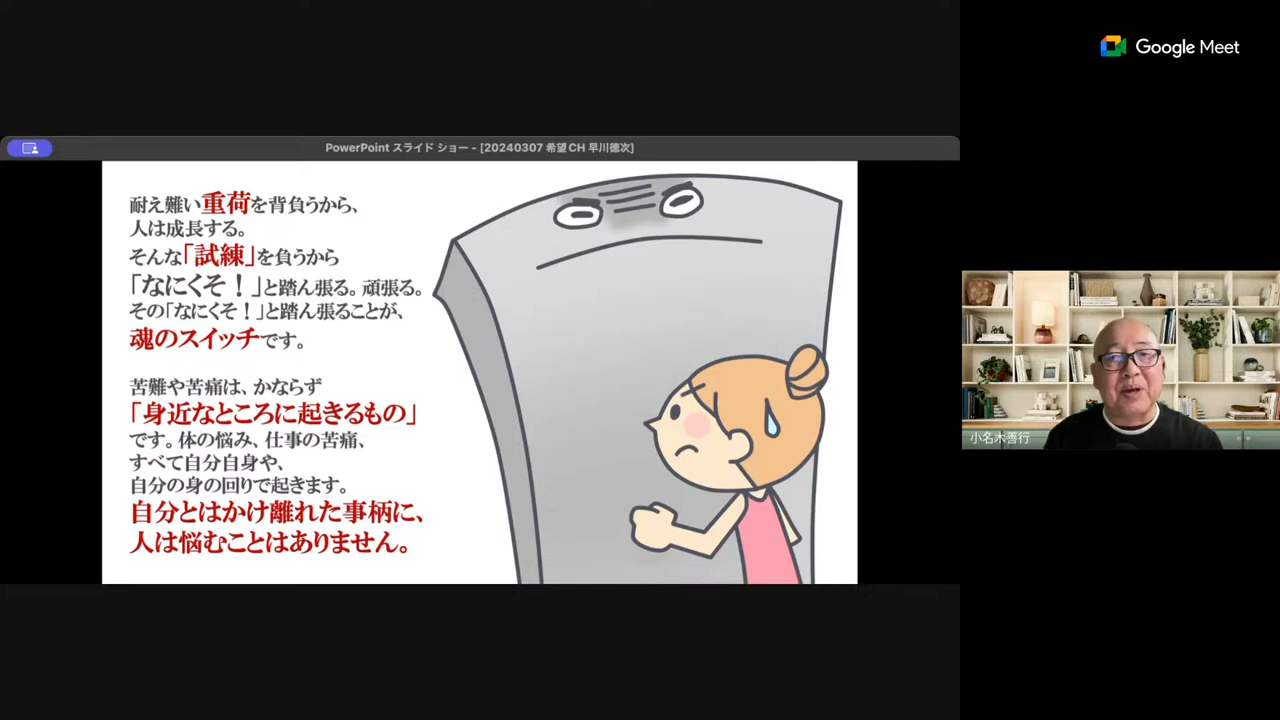 Google Meet
PowerPoint スライド ショー - [20240307 希望CH 早川徳次]
耐え難い重荷を背負うから、
人は成長する。
そんな「試練」を負うから
「なにくそ！」と踏ん張る。頑張る。
その「なにくそ！」と踏ん張ることが、
魂のスイッチです。
苦難や苦痛は、かならず
「身近なところに起きるもの」
です。体の悩み、仕事の苦痛、
すべて自分自身や、
自分の身の回りで起きます。
自分とはかけ離れた事柄に、
人は悩むことはありません。
小名木善行